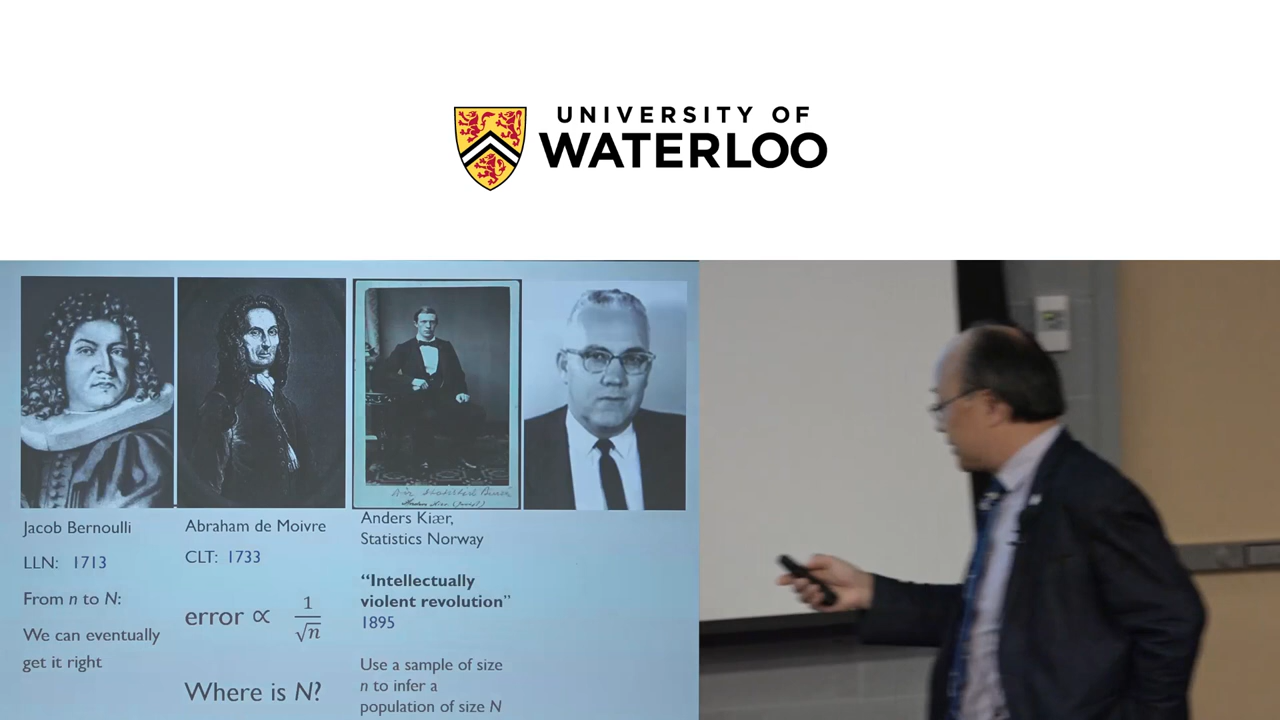 UNIVERSITY OF
WATERLOO
Jacob Bernoulli
LLN: 1713
From n to N:
We can eventually
get it right
Abraham de Moivre
CLT: 1733
error ∝ 1/√n
Where is N?
Anders Kiær,
Statistics Norway
“Intellectually
violent revolution”
1895
Use a sample of size
n to infer a
population of size N